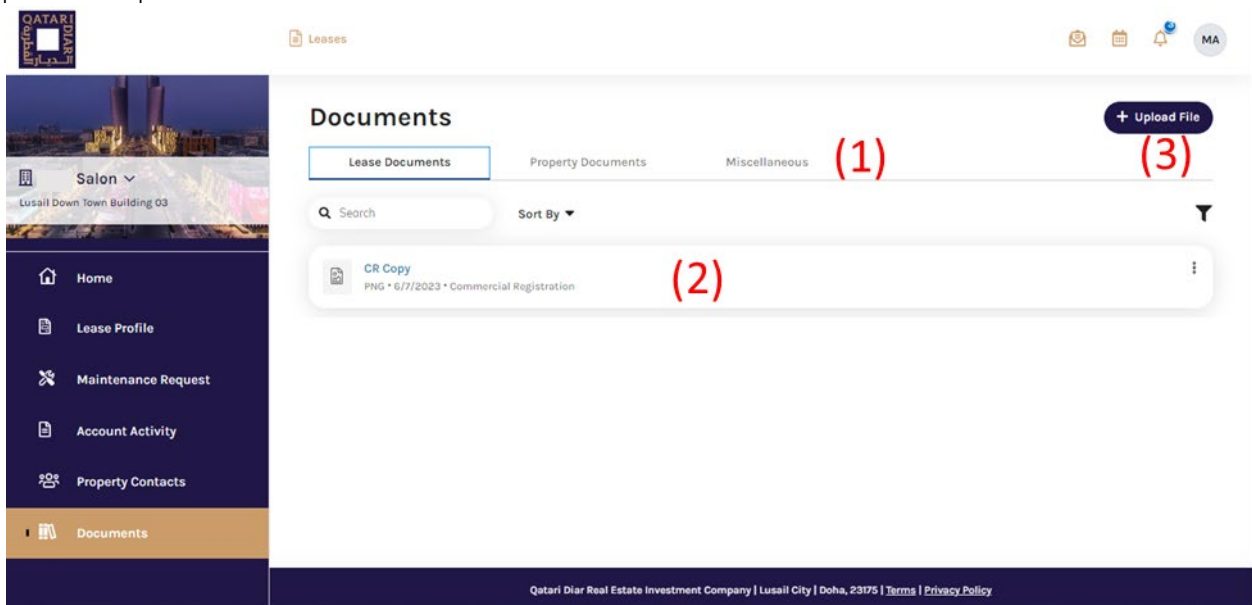 QATARI DIAR
الديار القطرية
Leases
MA
Documents
+ Upload File
Lease Documents
Property Documents
Miscellaneous
(1)
(3)
Salon
Lusail Down Town Building 03
Search
Sort By
CR Copy
PNG • 6/7/2023 • Commercial Registration
(2)
Home
Lease Profile
Maintenance Request
Account Activity
Property Contacts
Documents
Qatari Diar Real Estate Investment Company | Lusail City | Doha, 23175 | Terms | Privacy Policy